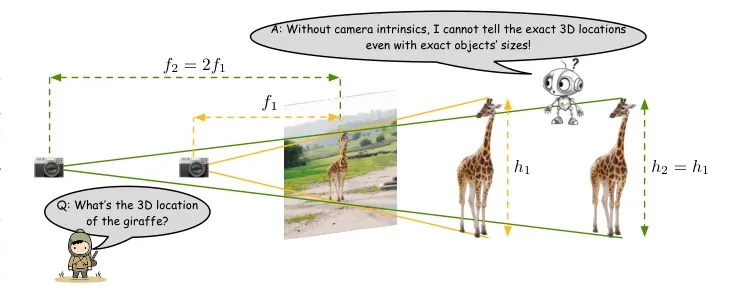 A: Without camera intrinsics, I cannot tell the exact 3D locations
even with exact objects' sizes!
?
f₂ = 2f₁
f₁
h₁
h₂ = h₁
Q: What's the 3D location
of the giraffe?